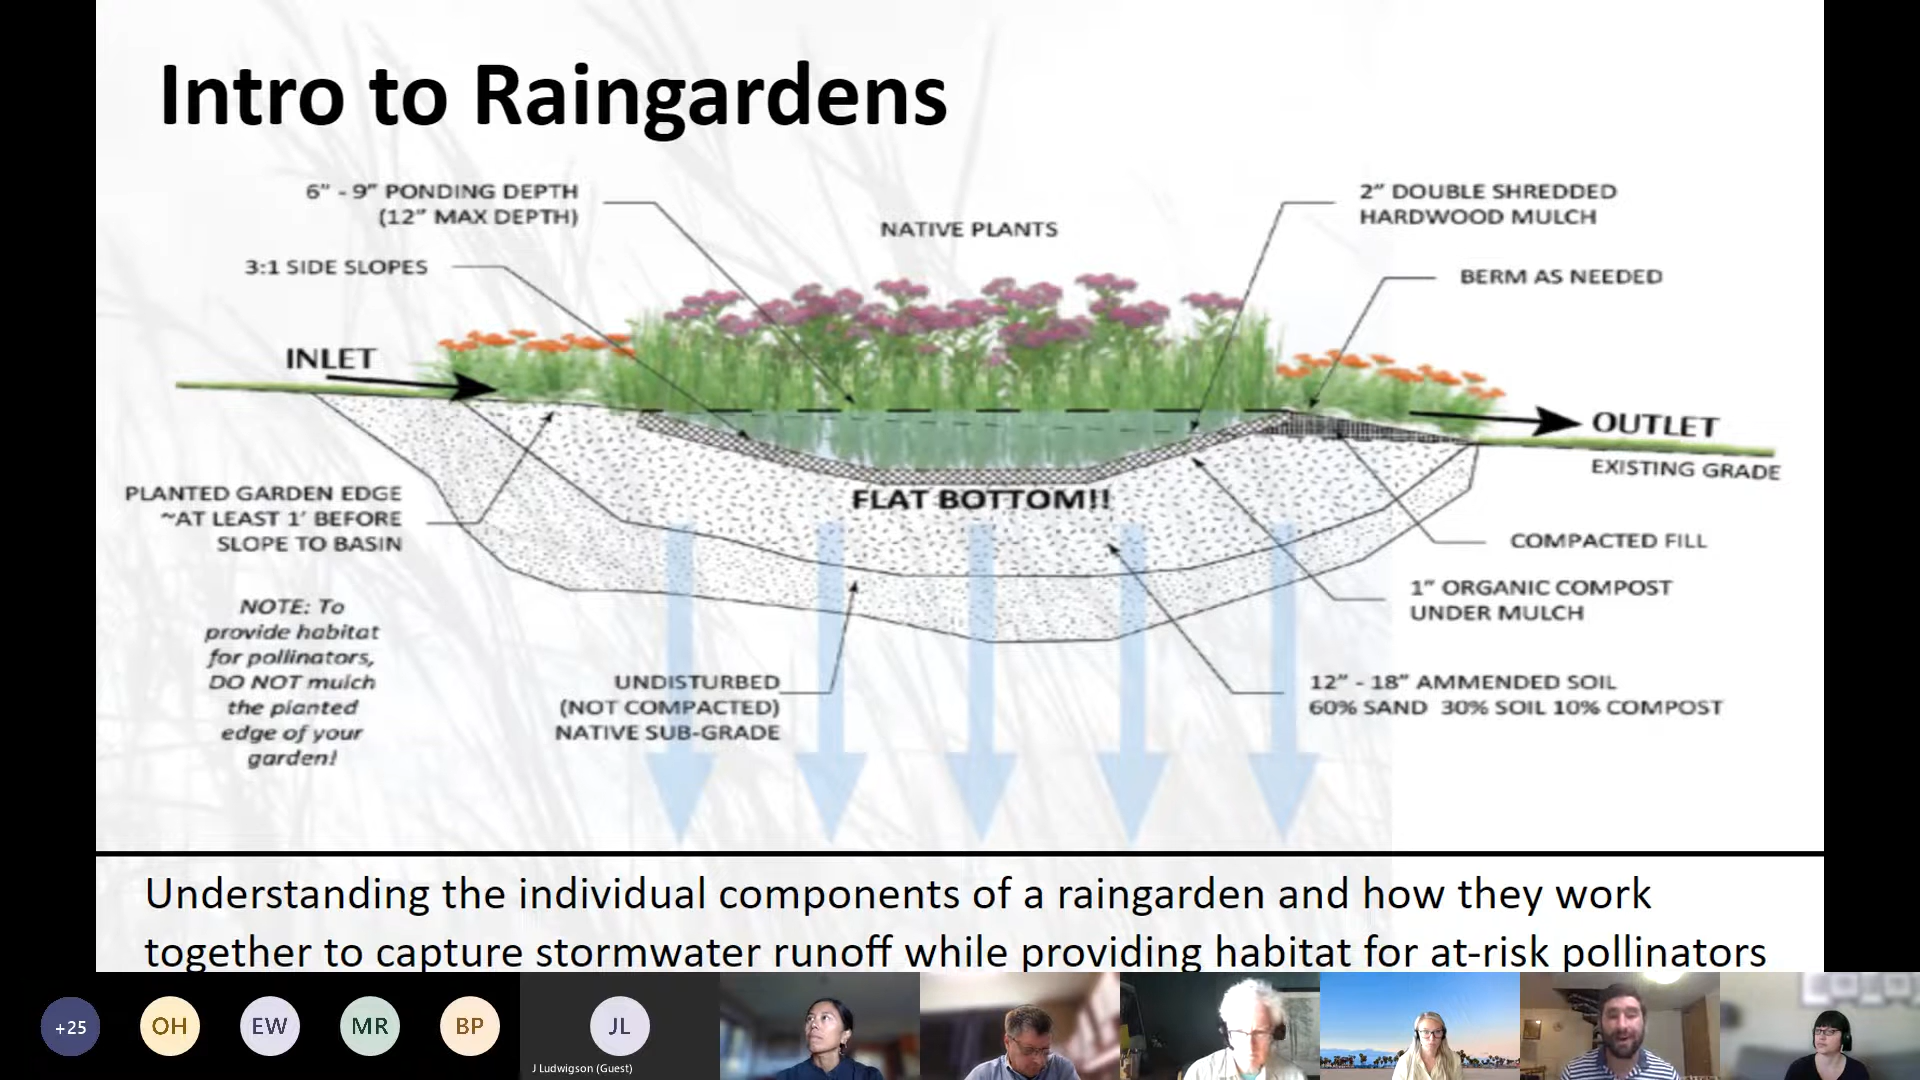 Intro to Raingardens
6" - 9" PONDING DEPTH
(12" MAX DEPTH)
3:1 SIDE SLOPES
NATIVE PLANTS
2" DOUBLE SHREDDED
HARDWOOD MULCH
BERM AS NEEDED
INLET
OUTLET
EXISTING GRADE
FLAT BOTTOM!!
PLANTED GARDEN EDGE
~AT LEAST 1' BEFORE
SLOPE TO BASIN
COMPACTED FILL
1" ORGANIC COMPOST
UNDER MULCH
NOTE: To
provide habitat
for pollinators,
DO NOT mulch
the planted
edge of your
garden!
UNDISTURBED
(NOT COMPACTED)
NATIVE SUB-GRADE
12" - 18" AMMENDED SOIL
60% SAND 30% SOIL 10% COMPOST
Understanding the individual components of a raingarden and how they work
together to capture stormwater runoff while providing habitat for at-risk pollinators
+25
OH
EW
MR
BP
JL
J Ludwigson (Guest)